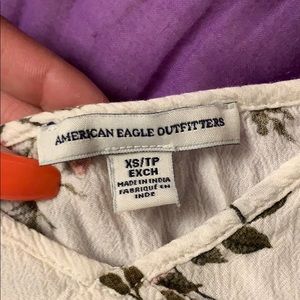 AMERICAN EAGLE OUTFITTERS
XS/TP
EXCH
MADE IN INDIA
FABRIQUÉ EN
INDE